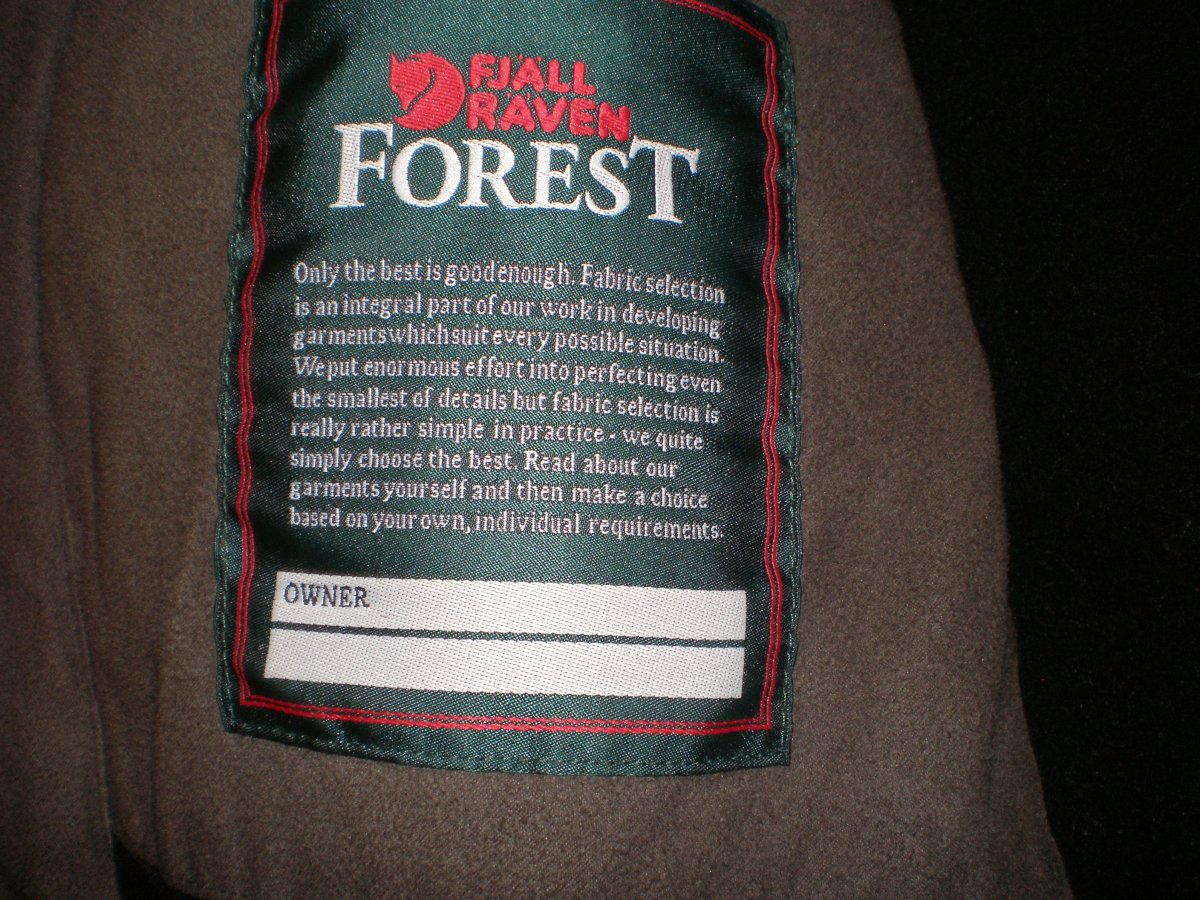 FJÄLL
RÄVEN
FOREST
Only the best is good enough. Fabric selection
is an integral part of our work in developing
garments which suit every possible situation.
We put enormous effort into perfecting even
the smallest of details but fabric selection is
really rather simple in practice - we quite
simply choose the best. Read about our
garments yourself and then make a choice
based on your own, individual requirements.
OWNER